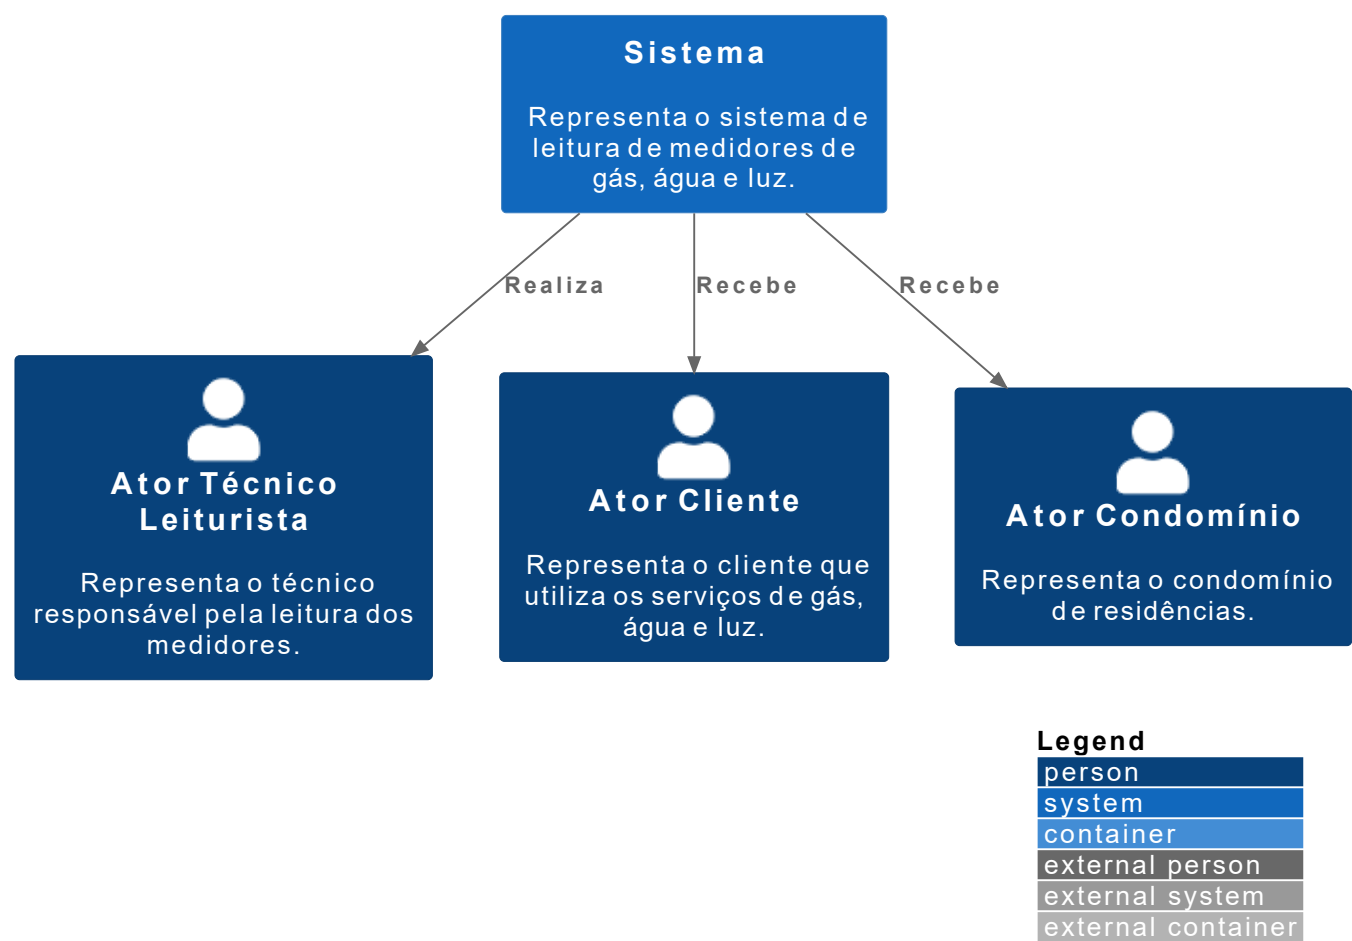 Sistema
Representa o sistema de
leitura de medidores de
gás, água e luz.
Realiza
Recebe
Recebe
Ator Técnico
Leiturista
Representa o técnico
responsável pela leitura dos
medidores.
Ator Cliente
Representa o cliente que
utiliza os serviços de gás,
água e luz.
Ator Condomínio
Representa o condomínio
de residências.
Legend
person
system
container
external person
external system
external container